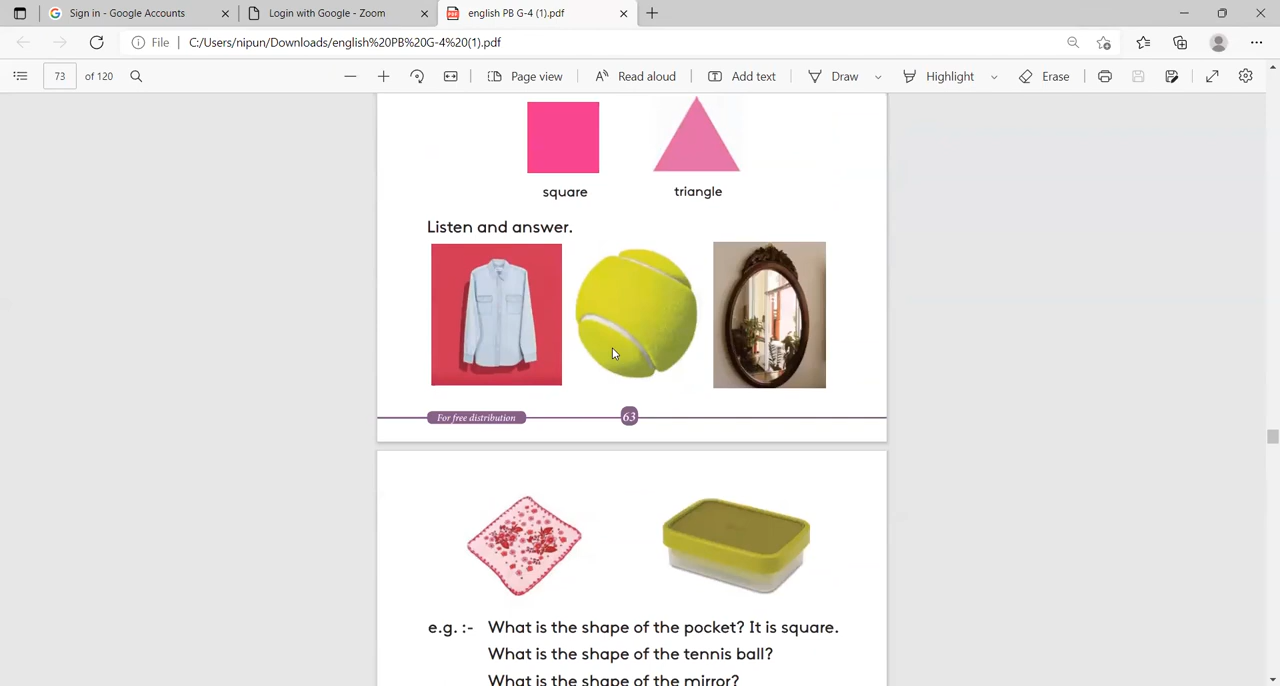 Sign in - Google Accounts
Login with Google - Zoom
english PB G-4 (1).pdf
File
C:/Users/nipun/Downloads/english%20PB%20G-4%20(1).pdf
73 of 120
Page view
Read aloud
Add text
Draw
Highlight
Erase
square
triangle
Listen and answer.
For free distribution
63
e.g. :- What is the shape of the pocket? It is square.
What is the shape of the tennis ball?
What is the shape of the mirror?